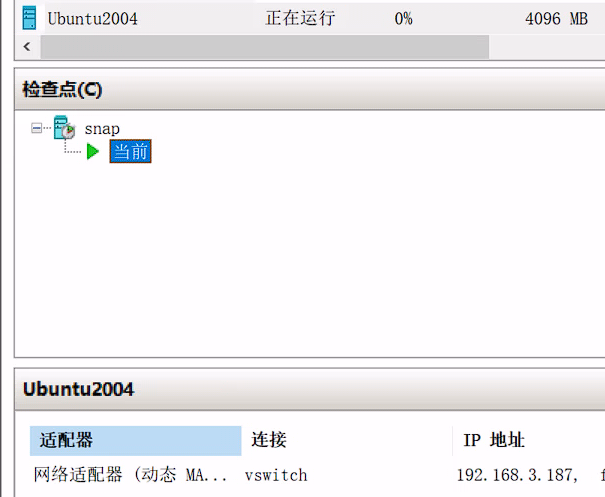 Ubuntu2004 正在运行 0% 4096 MB
检查点(C)
snap
当前
Ubuntu2004
适配器 连接 IP 地址
网络适配器 (动态 MA... vswitch 192.168.3.187,